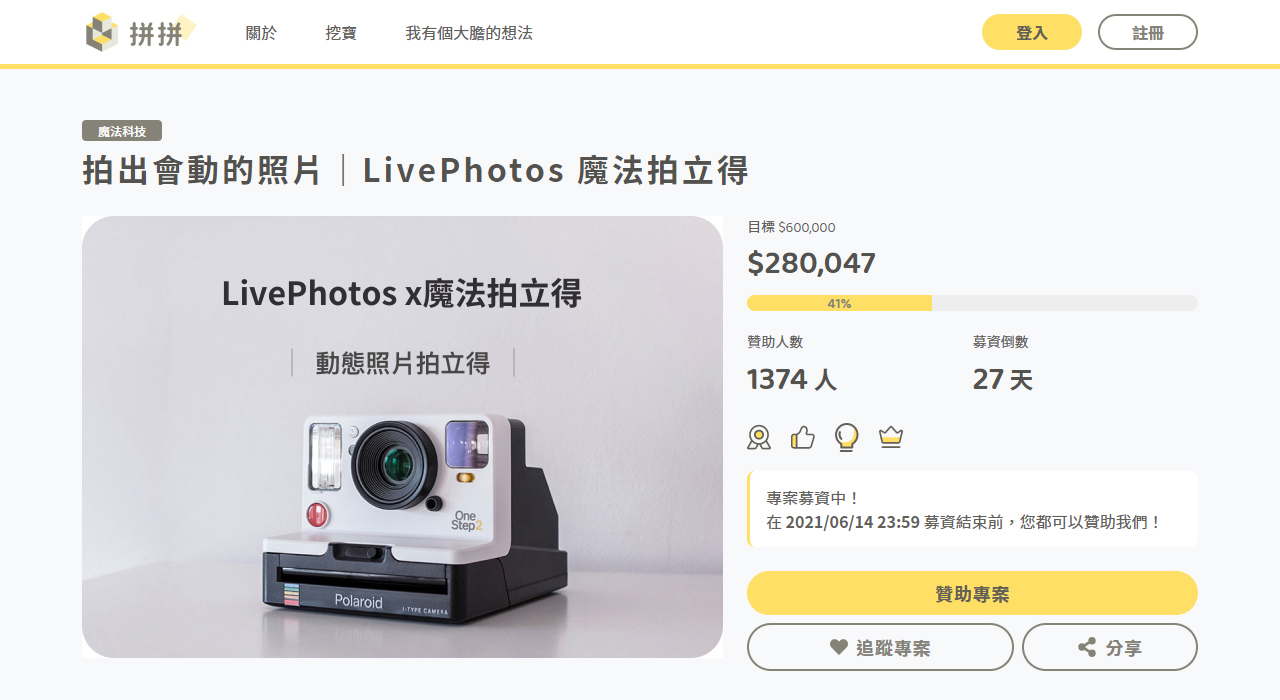 拼拼
關於
挖寶
我有個大膽的想法
登入
註冊
魔法科技
拍出會動的照片｜LivePhotos 魔法拍立得
LivePhotos x魔法拍立得
｜ 動態照片拍立得 ｜
One
Step2
Polaroid
I-TYPE CAMERA
目標 $600,000
$280,047
41%
贊助人數
募資倒數
1374 人
27 天
專案募資中！
在 2021/06/14 23:59 募資結束前，您都可以贊助我們！
贊助專案
追蹤專案
分享